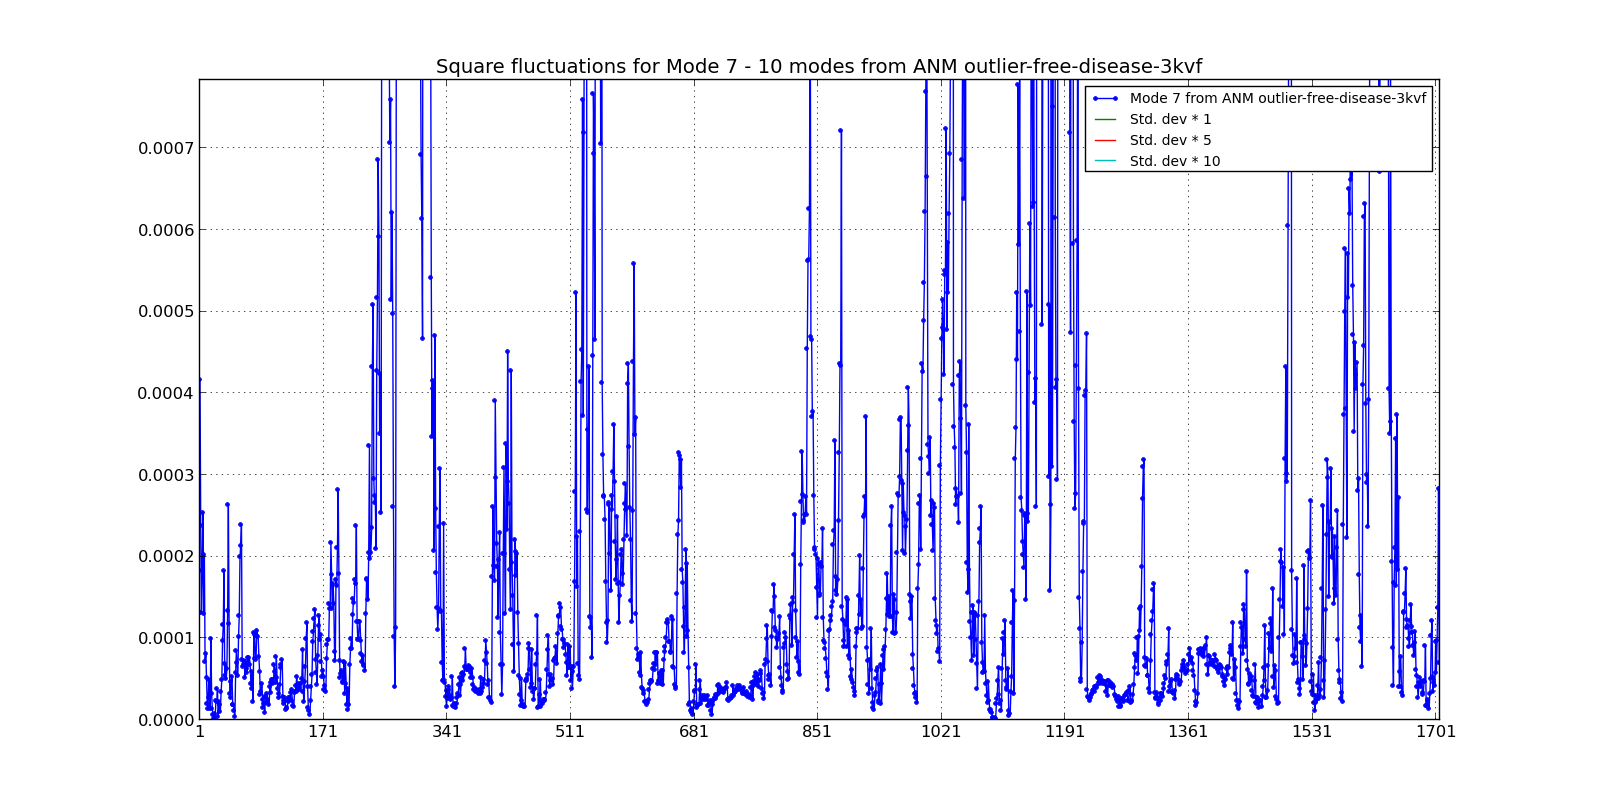 Square fluctuations for Mode 7 - 10 modes from ANM outlier-free-disease-3kvf
Mode 7 from ANM outlier-free-disease-3kvf
Std. dev * 1
Std. dev * 5
Std. dev * 10
0.0007
0.0006
0.0005
0.0004
0.0003
0.0002
0.0001
0.0000
1 171 341 511 681 851 1021 1191 1361 1531 1701